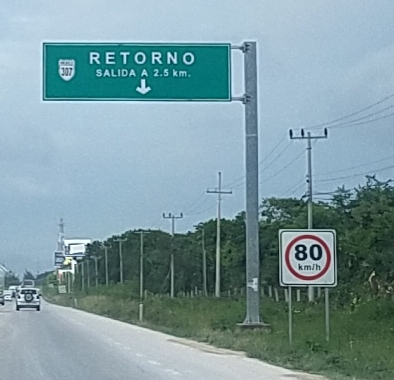 RETORNO
307
SALIDA A 2.5 km.
80
km/h